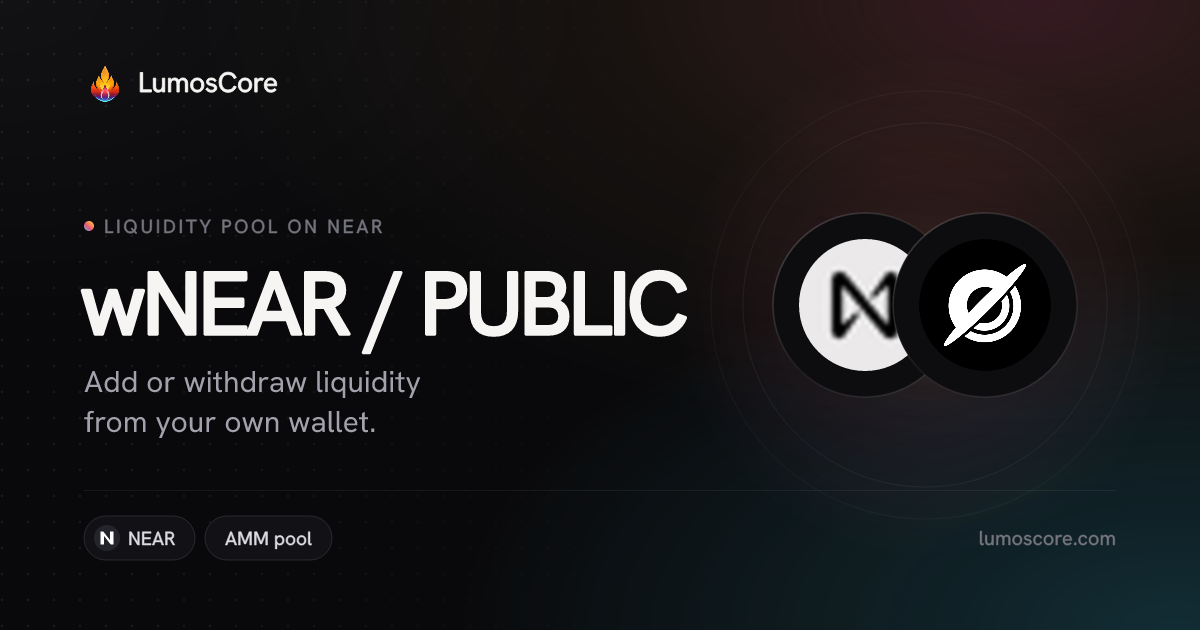 LumosCore
LIQUIDITY POOL ON NEAR
wNEAR / PUBLIC
Add or withdraw liquidity
from your own wallet.
N NEAR
AMM pool
lumoscore.com